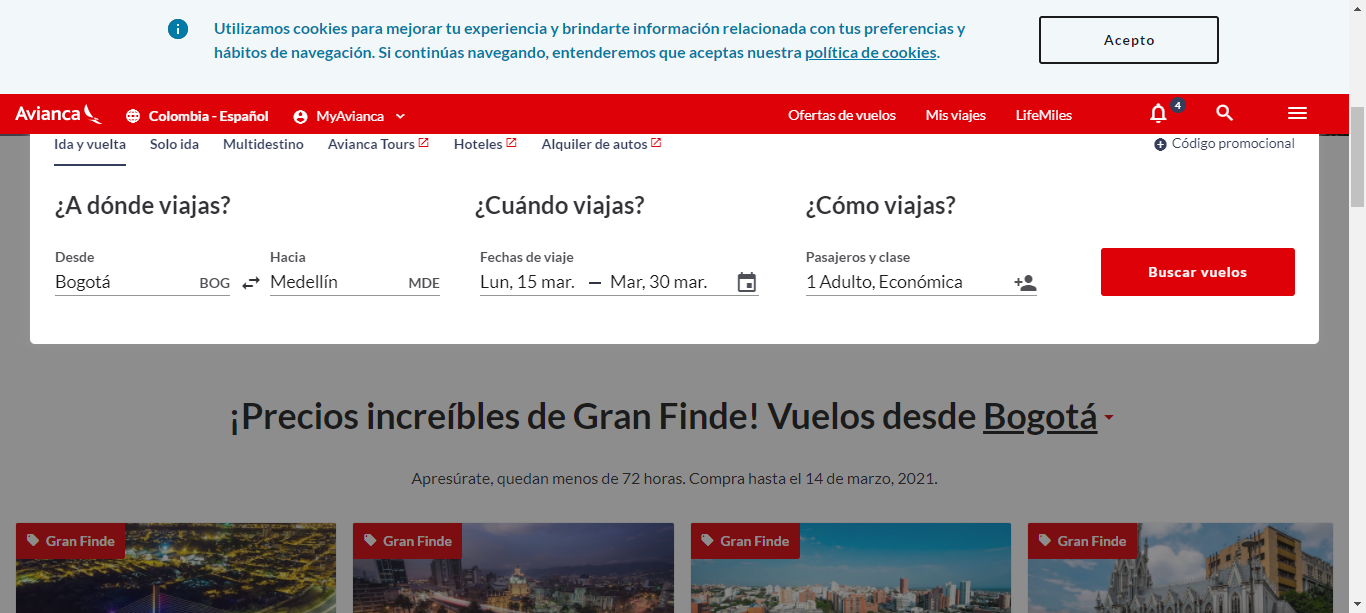 Utilizamos cookies para mejorar tu experiencia y brindarte información relacionada con tus preferencias y
hábitos de navegación. Si continúas navegando, entenderemos que aceptas nuestra política de cookies.
Acepto
Avianca
Colombia - Español
MyAvianca
Ofertas de vuelos
Mis viajes
LifeMiles
4
Ida y vuelta
Solo ida
Multidestino
Avianca Tours
Hoteles
Alquiler de autos
Código promocional
¿A dónde viajas?
¿Cuándo viajas?
¿Cómo viajas?
Desde
Hacia
Fechas de viaje
Pasajeros y clase
Bogotá BOG
Medellín MDE
Lun, 15 mar. – Mar, 30 mar.
1 Adulto, Económica
Buscar vuelos
¡Precios increíbles de Gran Finde! Vuelos desde Bogotá
Apresúrate, quedan menos de 72 horas. Compra hasta el 14 de marzo, 2021.
Gran Finde
Gran Finde
Gran Finde
Gran Finde